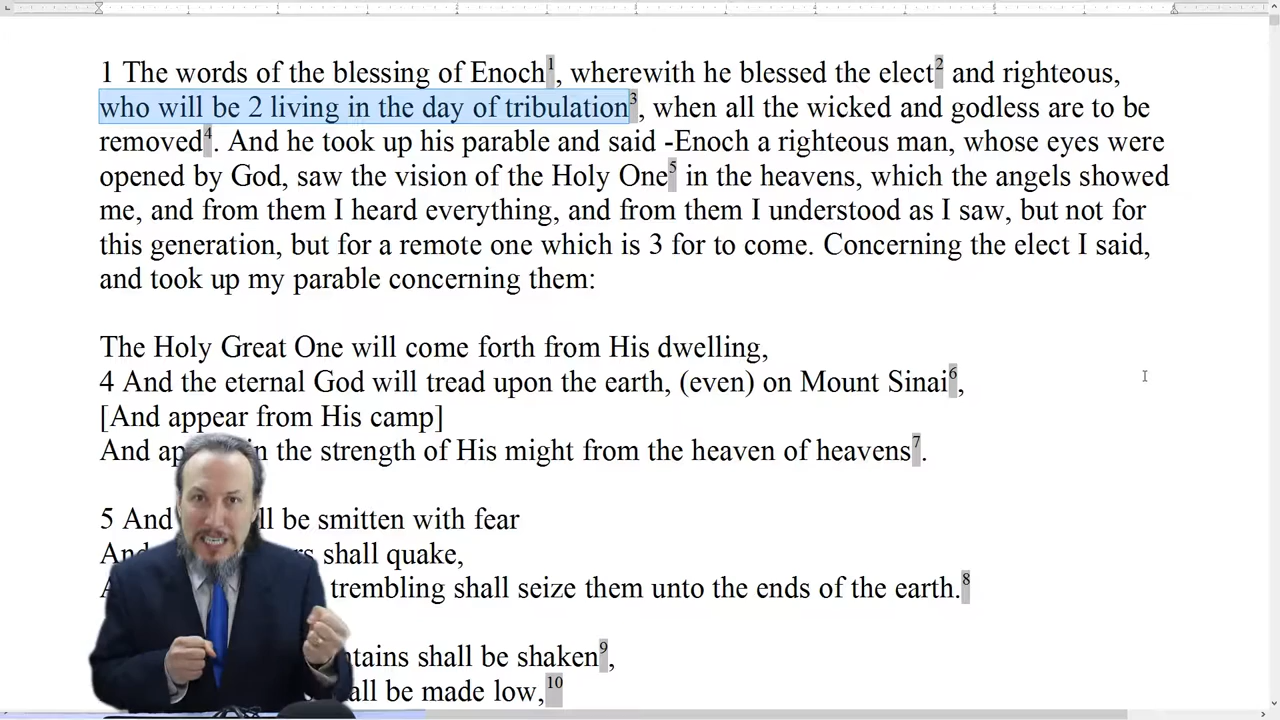 1 The words of the blessing of Enoch1, wherewith he blessed the elect2 and righteous,
who will be 2 living in the day of tribulation3, when all the wicked and godless are to be
removed4. And he took up his parable and said -Enoch a righteous man, whose eyes were
opened by God, saw the vision of the Holy One5 in the heavens, which the angels showed
me, and from them I heard everything, and from them I understood as I saw, but not for
this generation, but for a remote one which is 3 for to come. Concerning the elect I said,
and took up my parable concerning them:
The Holy Great One will come forth from His dwelling,
4 And the eternal God will tread upon the earth, (even) on Mount Sinai6,
[And appear from His camp]
And in the strength of His might from the heaven of heavens7.
5 And be smitten with fear
shall quake,
trembling shall seize them unto the ends of the earth.8
shall be shaken9,
be made low,10